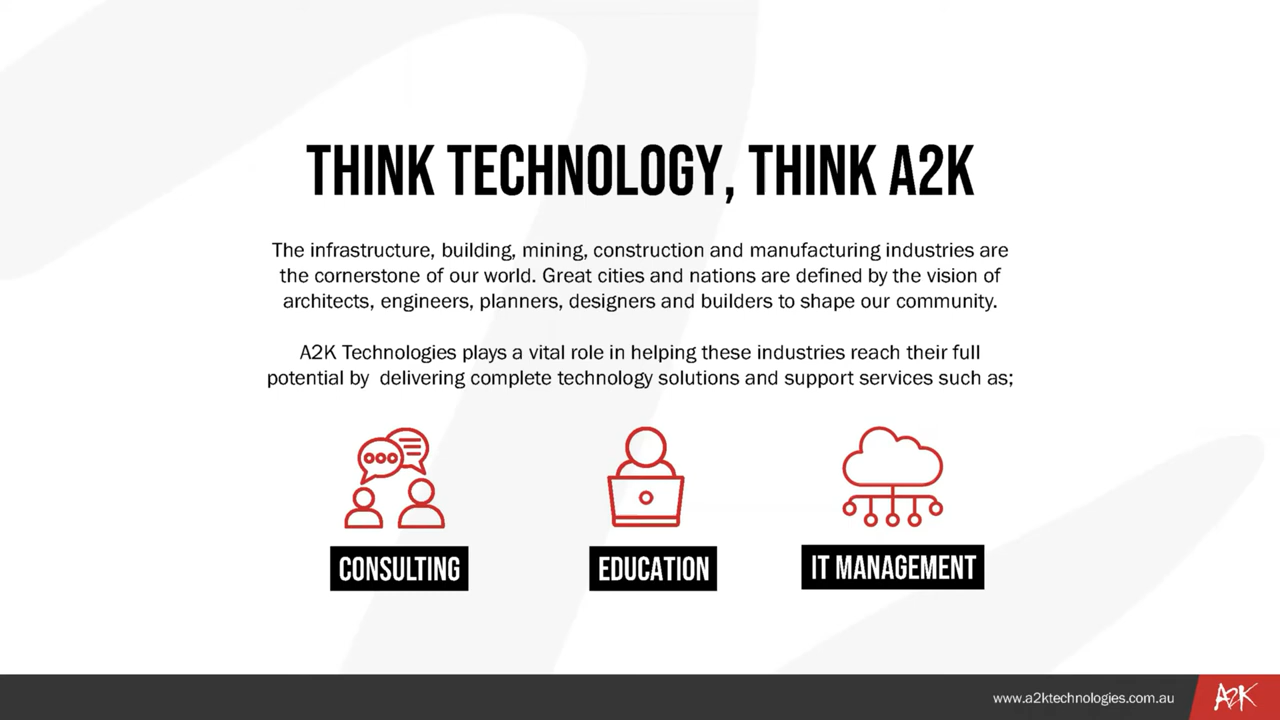 THINK TECHNOLOGY, THINK A2K
The infrastructure, building, mining, construction and manufacturing industries are
the cornerstone of our world. Great cities and nations are defined by the vision of
architects, engineers, planners, designers and builders to shape our community.
A2K Technologies plays a vital role in helping these industries reach their full
potential by  delivering complete technology solutions and support services such as;
CONSULTING
EDUCATION
IT MANAGEMENT
www.a2ktechnologies.com.au
A2K